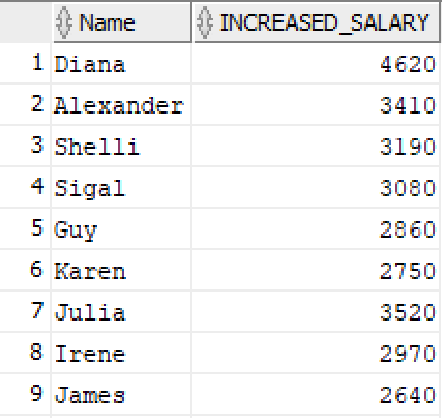 Name INCREASED_SALARY
1 Diana 4620
2 Alexander 3410
3 Shelli 3190
4 Sigal 3080
5 Guy 2860
6 Karen 2750
7 Julia 3520
8 Irene 2970
9 James 2640